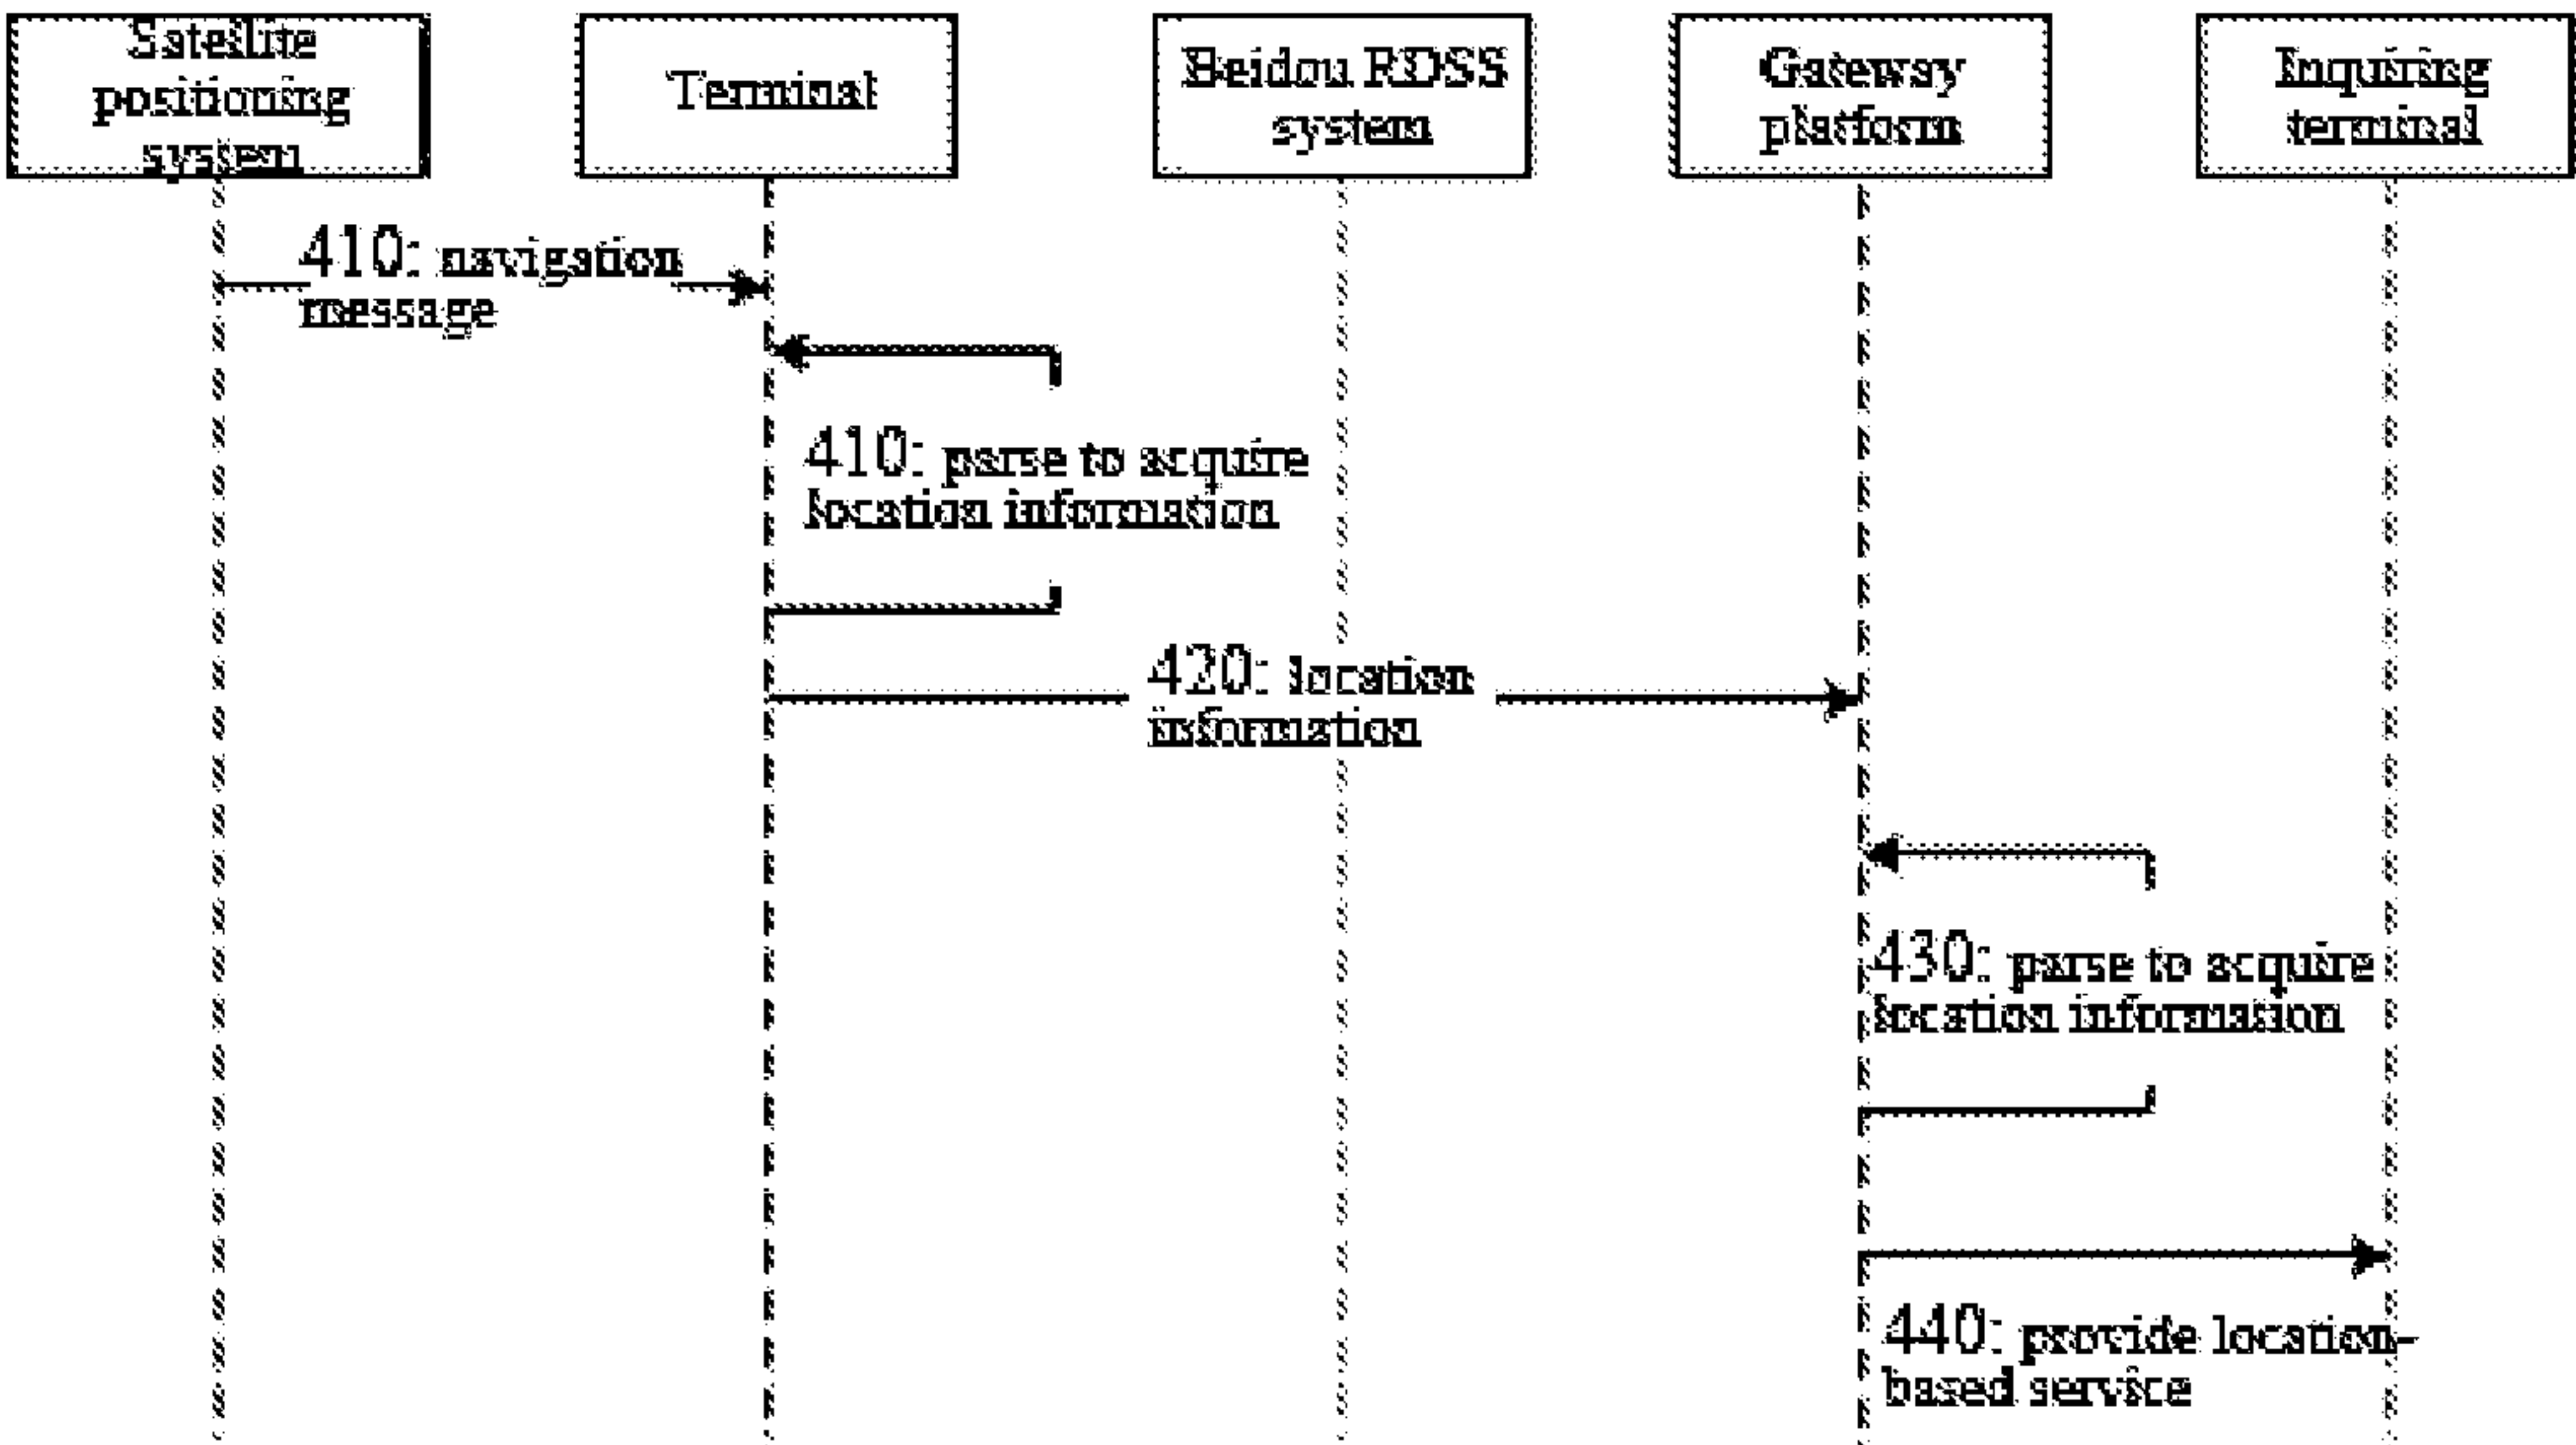 Satellite
positioning
system
Terminal
Beidou RDSS
system
Gateway
platform
Inquiring
terminal
410: navigation
message
410: parse to acquire
location information
420: location
information
430: parse to acquire
location information
440: provide location-
based service